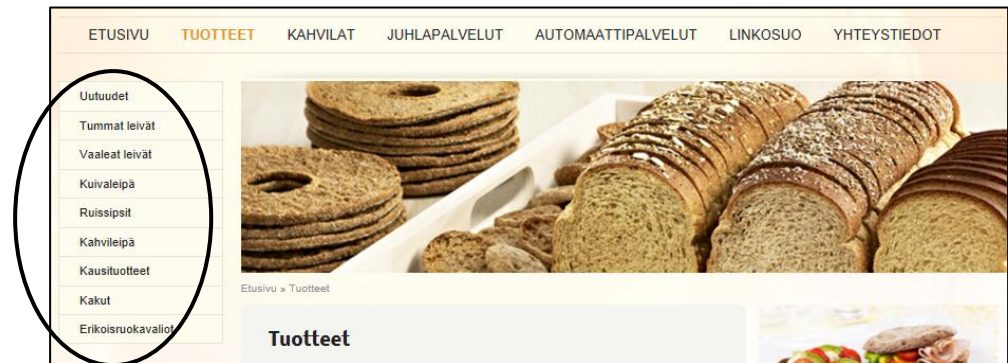 ETUSIVU TUOTTEET KAHVILAT JUHLAPALVELUT AUTOMAATTIPALVELUT LINKOSUO YHTEYSTIEDOT
Uutuudet
Tummat leivät
Vaaleat leivät
Kuivaleipä
Ruissipsit
Kahvileipä
Kausituotteet
Kakut
Erikoisruokavaliot
Etusivu » Tuotteet
Tuotteet